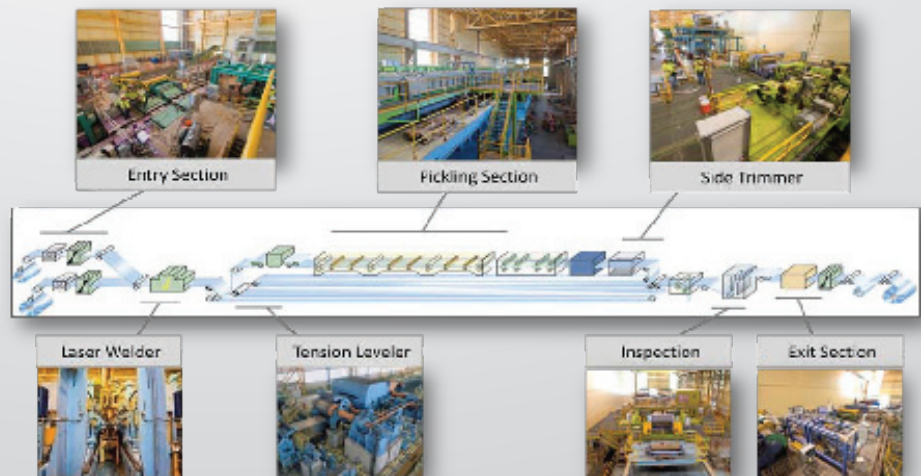 Entry Section
Pickling Section
Side Trimmer
Laser Welder
Tension Leveler
Inspection
Exit Section